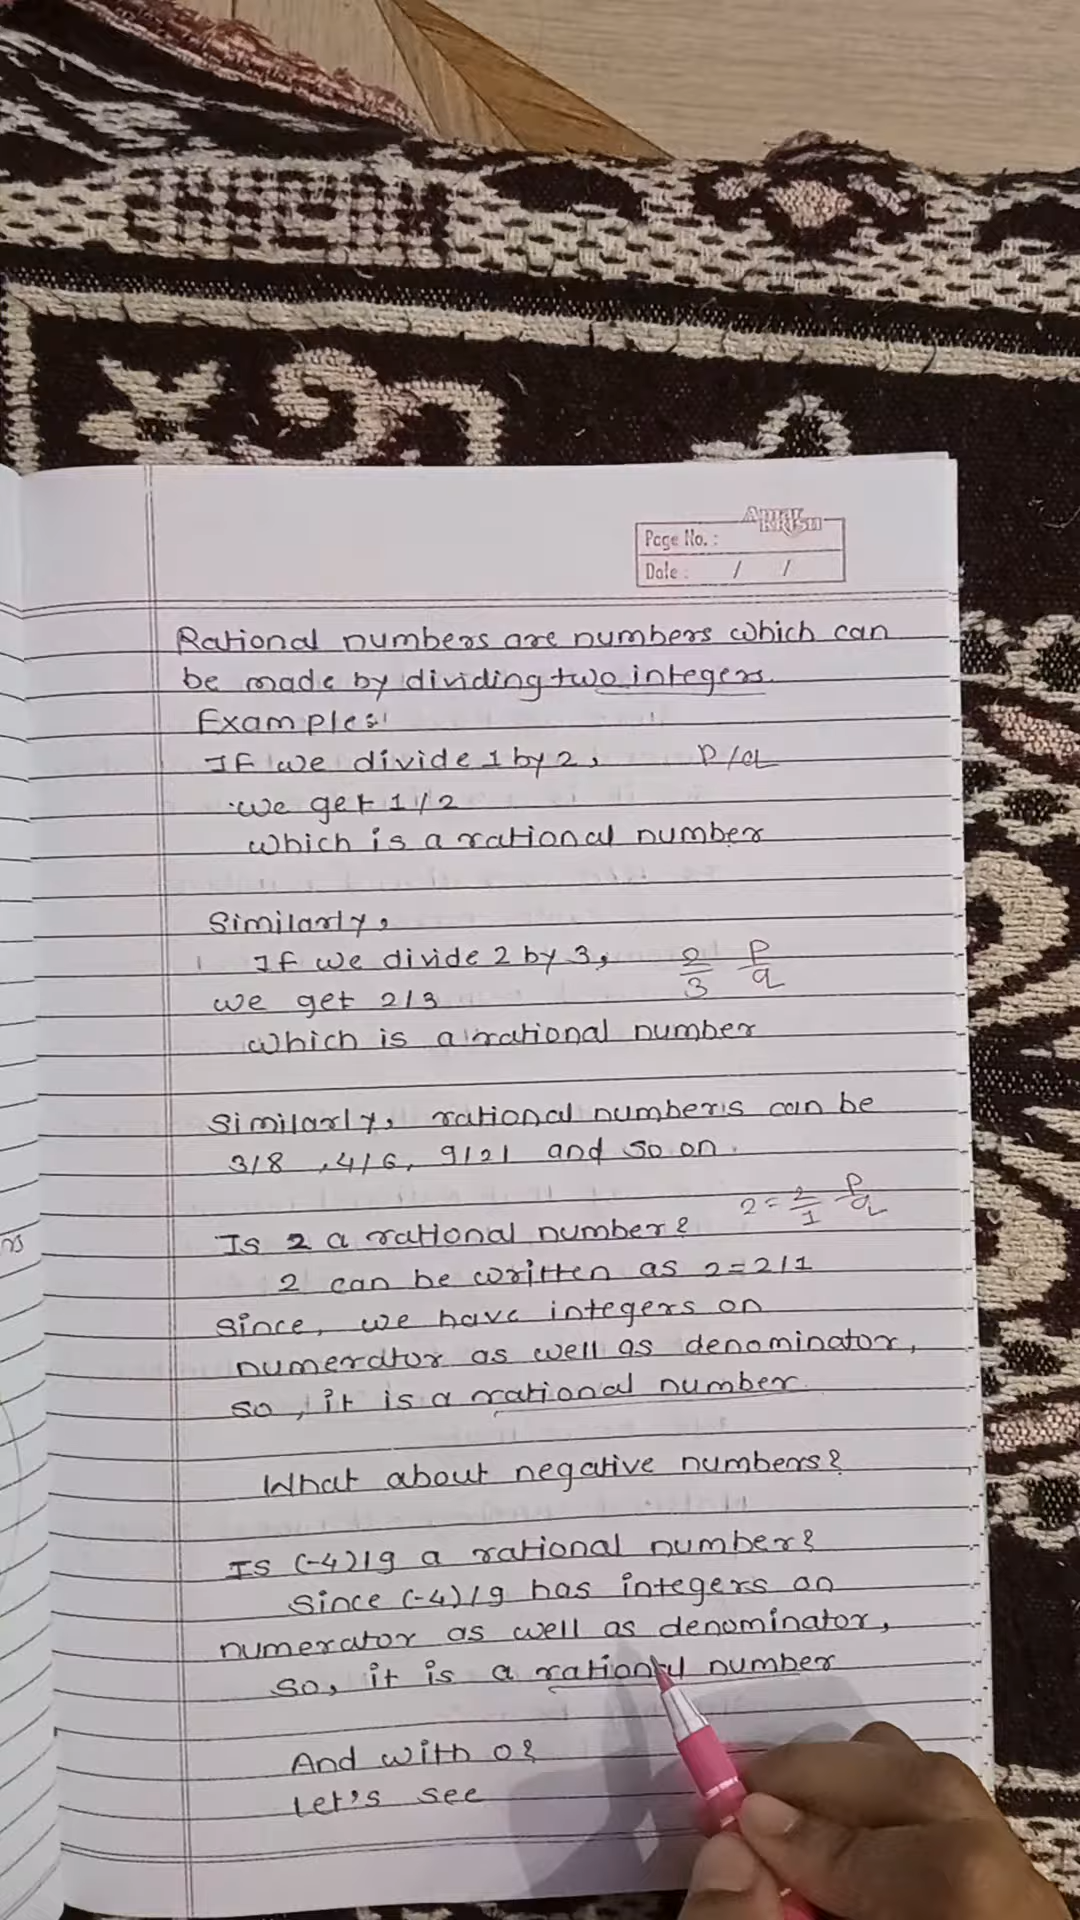 Page No. :
Date : / /
Rational numbers are numbers which can
be made by dividing two integers.
Examples:
If we divide 1 by 2, P/q
we get 1/2
which is a rational number
Similarly,
If we divide 2 by 3, 2/3 P/q
we get 2/3
which is a rational number
Similarly, rational numbers can be
3/8, 4/6, 9/21 and so on.
Is 2 a rational number? 2 = 2/1 P/q
2 can be written as 2=2/1
Since, we have integers on
numerator as well as denominator,
so, it is a rational number
What about negative numbers?
Is (-4)/9 a rational number?
Since (-4)/9 has integers on
numerator as well as denominator,
So, it is a rational number
And with 0?
Let's see